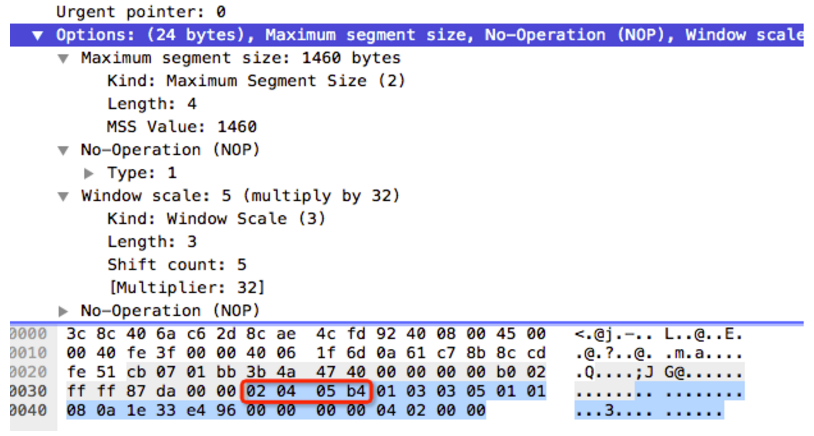 Urgent pointer: 0
▼ Options: (24 bytes), Maximum segment size, No-Operation (NOP), Window scale
▼ Maximum segment size: 1460 bytes
Kind: Maximum Segment Size (2)
Length: 4
MSS Value: 1460
▼ No-Operation (NOP)
▶ Type: 1
▼ Window scale: 5 (multiply by 32)
Kind: Window Scale (3)
Length: 3
Shift count: 5
[Multiplier: 32]
▶ No-Operation (NOP)
0000 3c 8c 40 6a c6 2d 8c ae 4c fd 92 40 08 00 45 00 <.@j.-.. L..@..E.
0010 00 40 fe 3f 00 00 40 06 1f 6d 0a 61 c7 8b 8c cd .@.?..@. .m.a....
0020 fe 51 cb 07 01 bb 3b 4a 47 40 00 00 00 00 b0 02 .Q....;J G@......
0030 ff ff 87 da 00 00 02 04 05 b4 01 03 03 05 01 01 ........ ........
0040 08 0a 1e 33 e4 96 00 00 00 00 04 02 00 00 ...3.... ......